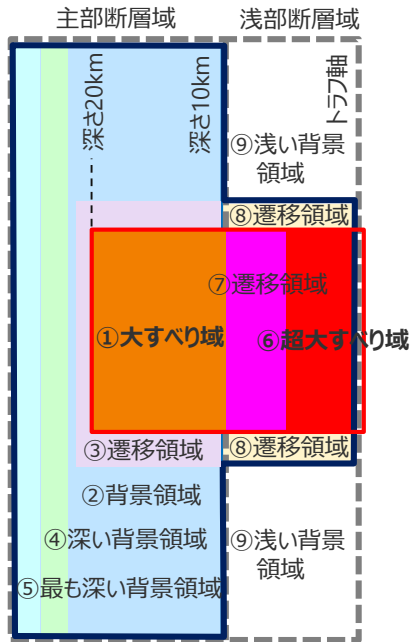 主部断層域
浅部断層域
深さ20km
深さ10km
トラフ軸
⑨浅い背景
領域
⑧遷移領域
⑦遷移領域
①大すべり域
⑥超大すべり域
③遷移領域
⑧遷移領域
②背景領域
④深い背景領域
⑨浅い背景
領域
⑤最も深い背景領域